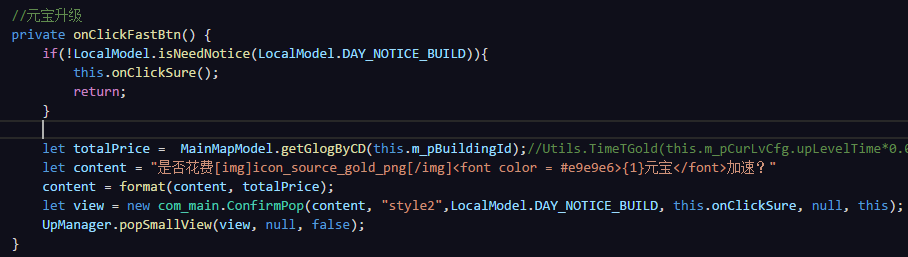 //元宝升级
private onClickFastBtn() {
if(!LocalModel.isNeedNotice(LocalModel.DAY_NOTICE_BUILD)){
this.onClickSure();
return;
}
let totalPrice =  MainMapModel.getGlogByCD(this.m_pBuildingId);//Utils.TimeTGold(this.m_pCurLvCfg.upLevelTime*0.0
let content = "是否花费[img]icon_source_gold_png[/img]<font color = #e9e9e6>{1}元宝</font>加速？"
content = format(content, totalPrice);
let view = new com_main.ConfirmPop(content, "style2",LocalModel.DAY_NOTICE_BUILD, this.onClickSure, null, this);
UpManager.popSmallView(view, null, false);
}